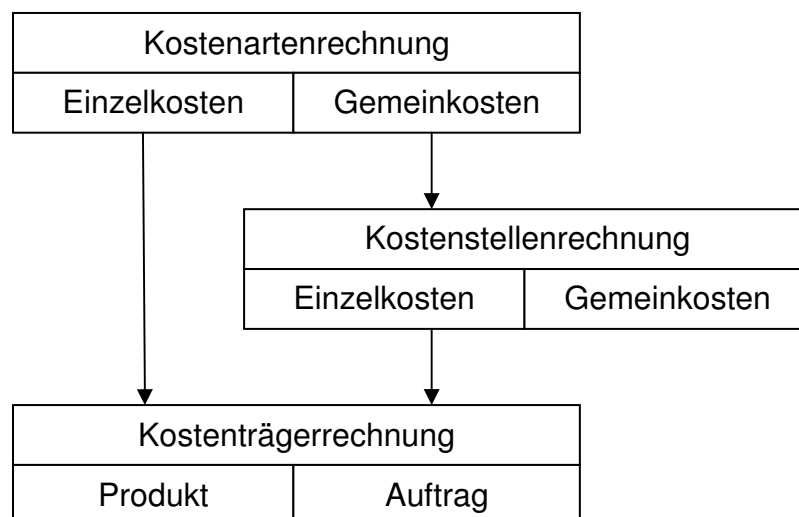 Kostenartenrechnung
Einzelkosten Gemeinkosten
Kostenstellenrechnung
Einzelkosten Gemeinkosten
Kostenträgerrechnung
Produkt Auftrag